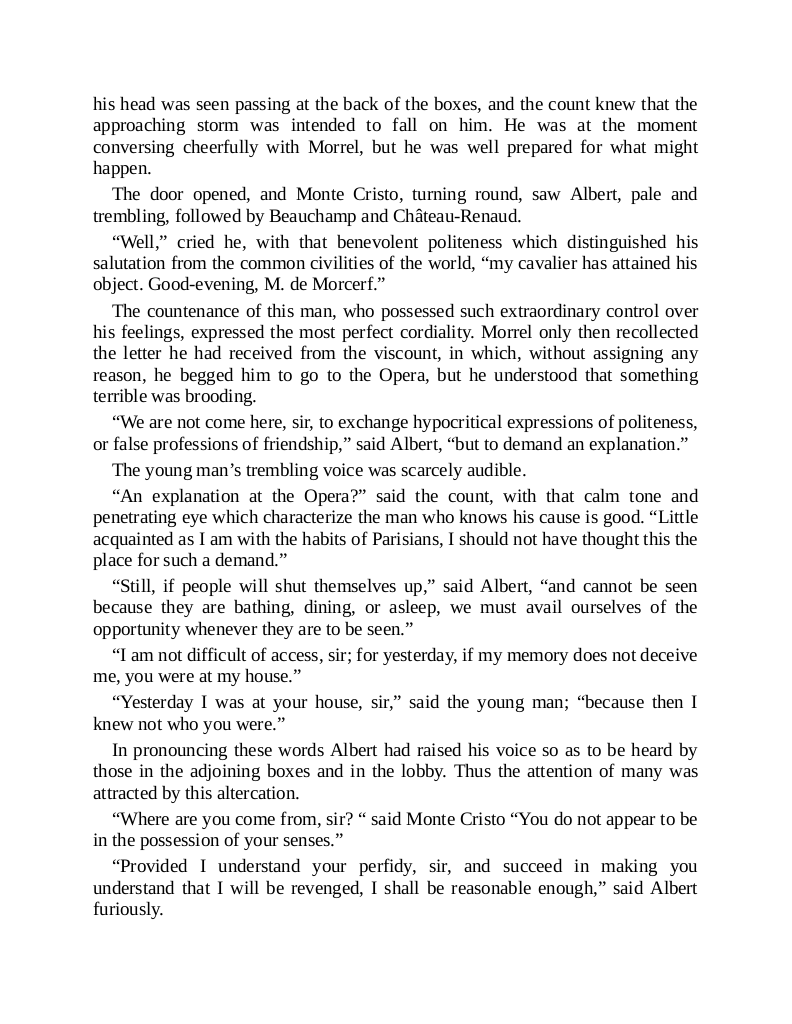 his head was seen passing at the back of the boxes, and the count knew that the
approaching storm was intended to fall on him. He was at the moment
conversing cheerfully with Morrel, but he was well prepared for what might
happen.
The door opened, and Monte Cristo, turning round, saw Albert, pale and
trembling, followed by Beauchamp and Château-Renaud.
“Well,” cried he, with that benevolent politeness which distinguished his
salutation from the common civilities of the world, “my cavalier has attained his
object. Good-evening, M. de Morcerf.”
The countenance of this man, who possessed such extraordinary control over
his feelings, expressed the most perfect cordiality. Morrel only then recollected
the letter he had received from the viscount, in which, without assigning any
reason, he begged him to go to the Opera, but he understood that something
terrible was brooding.
“We are not come here, sir, to exchange hypocritical expressions of politeness,
or false professions of friendship,” said Albert, “but to demand an explanation.”
The young man’s trembling voice was scarcely audible.
“An explanation at the Opera?” said the count, with that calm tone and
penetrating eye which characterize the man who knows his cause is good. “Little
acquainted as I am with the habits of Parisians, I should not have thought this the
place for such a demand.”
“Still, if people will shut themselves up,” said Albert, “and cannot be seen
because they are bathing, dining, or asleep, we must avail ourselves of the
opportunity whenever they are to be seen.”
“I am not difficult of access, sir; for yesterday, if my memory does not deceive
me, you were at my house.”
“Yesterday I was at your house, sir,” said the young man; “because then I
knew not who you were.”
In pronouncing these words Albert had raised his voice so as to be heard by
those in the adjoining boxes and in the lobby. Thus the attention of many was
attracted by this altercation.
“Where are you come from, sir? “ said Monte Cristo “You do not appear to be
in the possession of your senses.”
“Provided I understand your perfidy, sir, and succeed in making you
understand that I will be revenged, I shall be reasonable enough,” said Albert
furiously.